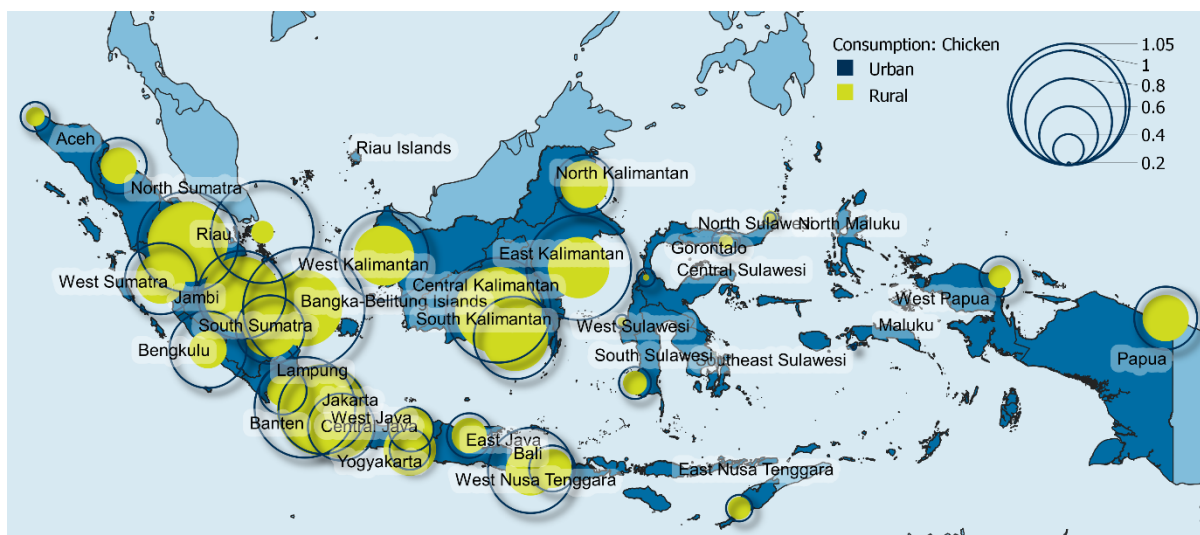 Consumption: Chicken
Urban
Rural
1.05
1
0.8
0.6
0.4
0.2
Aceh
Riau Islands
North Sumatra
North Kalimantan
Riau
North Sulawesi
North Maluku
Gorontalo
East Kalimantan
West Kalimantan
Central Sulawesi
West Sumatra
Jambi
Central Kalimantan
Bangka-Belitung islands
West Papua
South Sumatra
South Kalimantan
West Sulawesi
Maluku
Bengkulu
South Sulawesi
Southeast Sulawesi
Papua
Lampung
Jakarta
West Java
Banten
Central Java
East Java
Bali
Yogyakarta
West Nusa Tenggara
East Nusa Tenggara